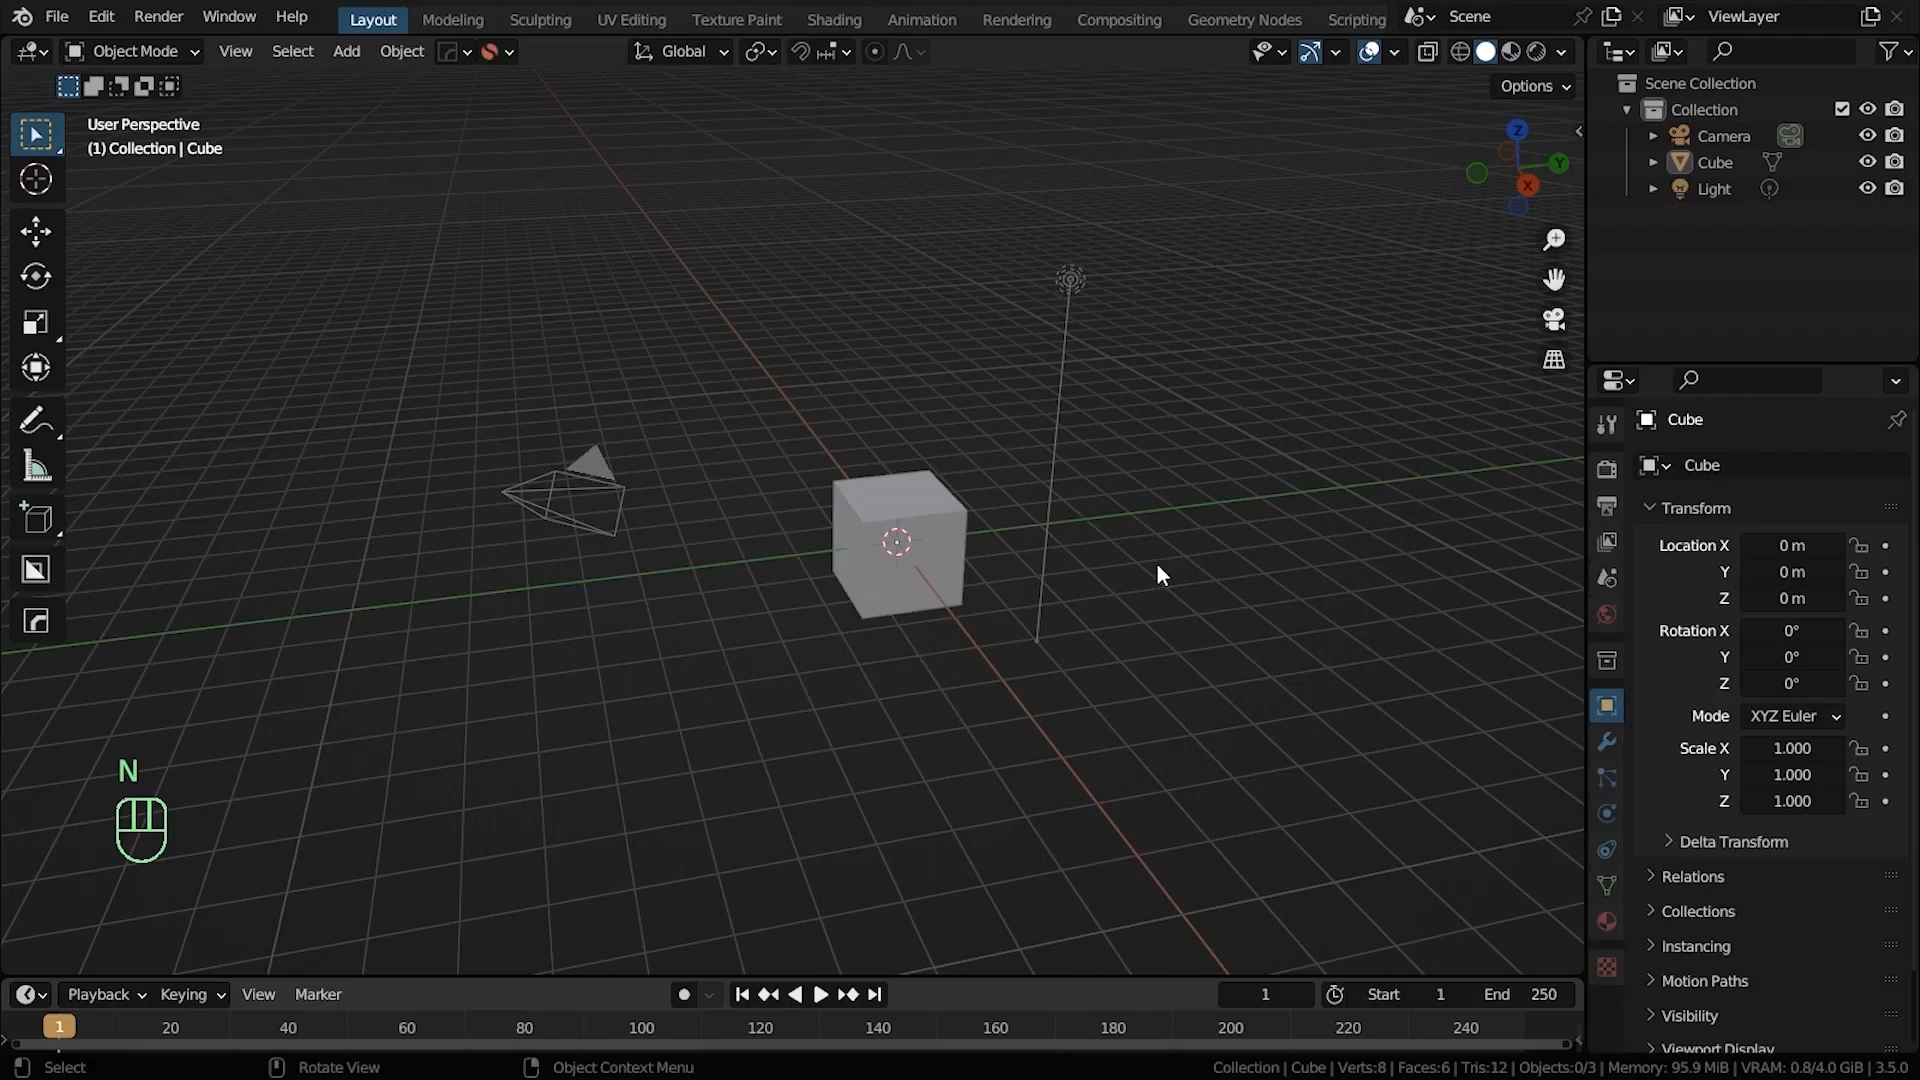 File Edit Render Window Help Layout Modeling Sculpting UV Editing Texture Paint Shading Animation Rendering Compositing Geometry Nodes Scripting Scene ViewLayer
Object Mode View Select Add Object Global
Options
User Perspective
(1) Collection | Cube
Z
Y
X
Scene Collection
Collection
Camera
Cube
Light
Cube
Cube
Transform
Location X 0 m
Y 0 m
Z 0 m
Rotation X 0°
Y 0°
Z 0°
Mode XYZ Euler
Scale X 1.000
Y 1.000
Z 1.000
Delta Transform
Relations
Collections
Instancing
Motion Paths
Visibility
Viewport Display
N
Playback Keying View Marker 1 Start 1 End 250
1 20 40 60 80 100 120 140 160 180 200 220 240
Select Rotate View Object Context Menu Collection | Cube | Verts:8 | Faces:6 | Tris:12 | Objects:0/3 | Memory: 95.9 MiB | VRAM: 0.8/4.0 GiB | 3.5.0